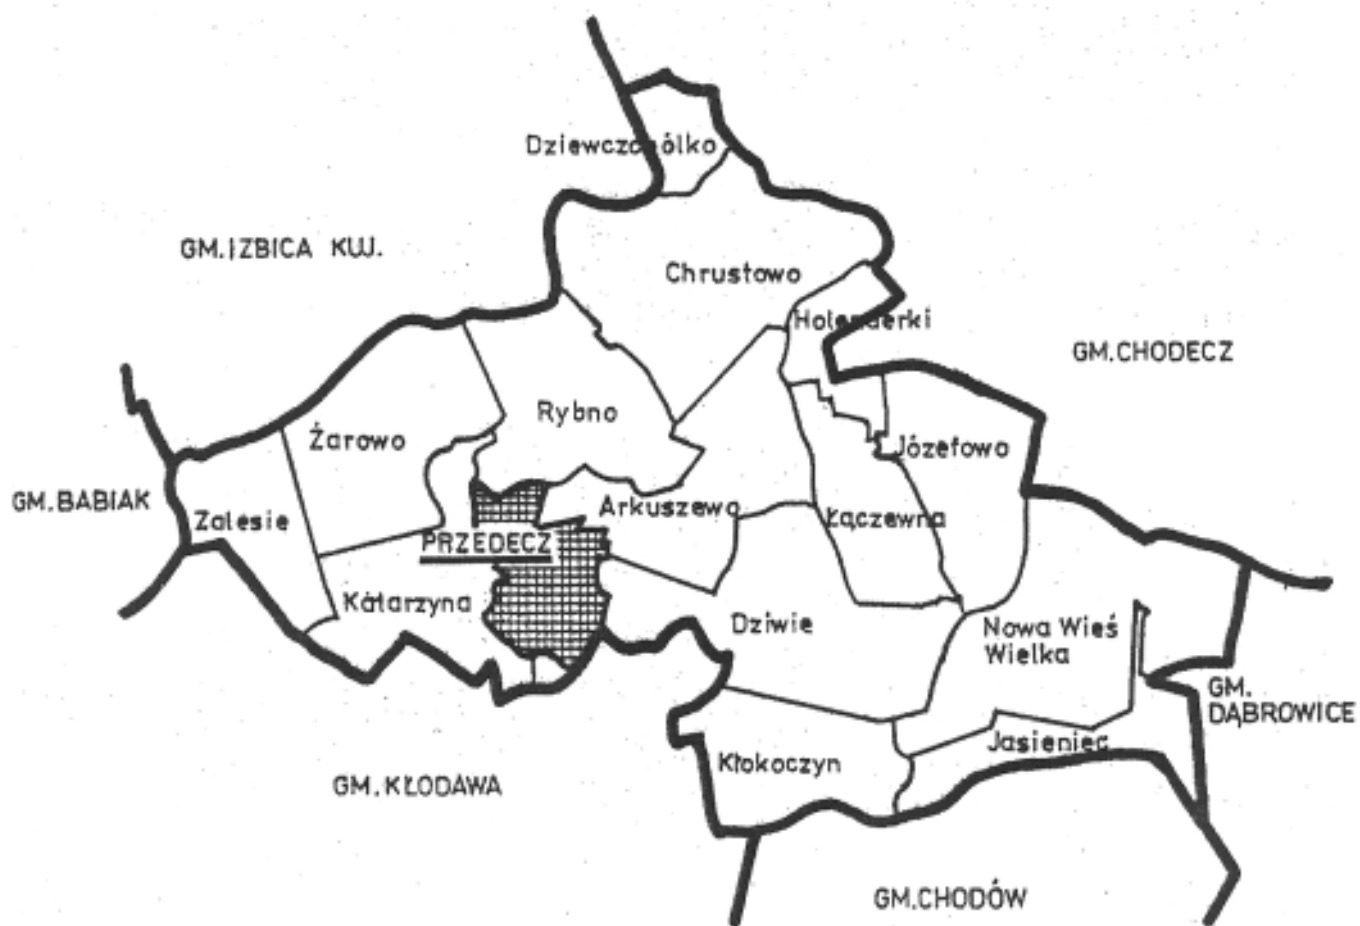 Dziewczopólko
GM.IZBICA KUJ.
Chrustowo
Holenderki
GM.CHODECZ
Rybno
Żarowo
Józefowo
GM.BABIAK
Zalesie
Arkuszewo
Łączewna
PRZEDECZ
Katarzyna
Dziwie
Nowa Wieś
Wielka
GM.
DĄBROWICE
Jasieniec
Kłokoczyn
GM.KŁODAWA
GM.CHODÓW